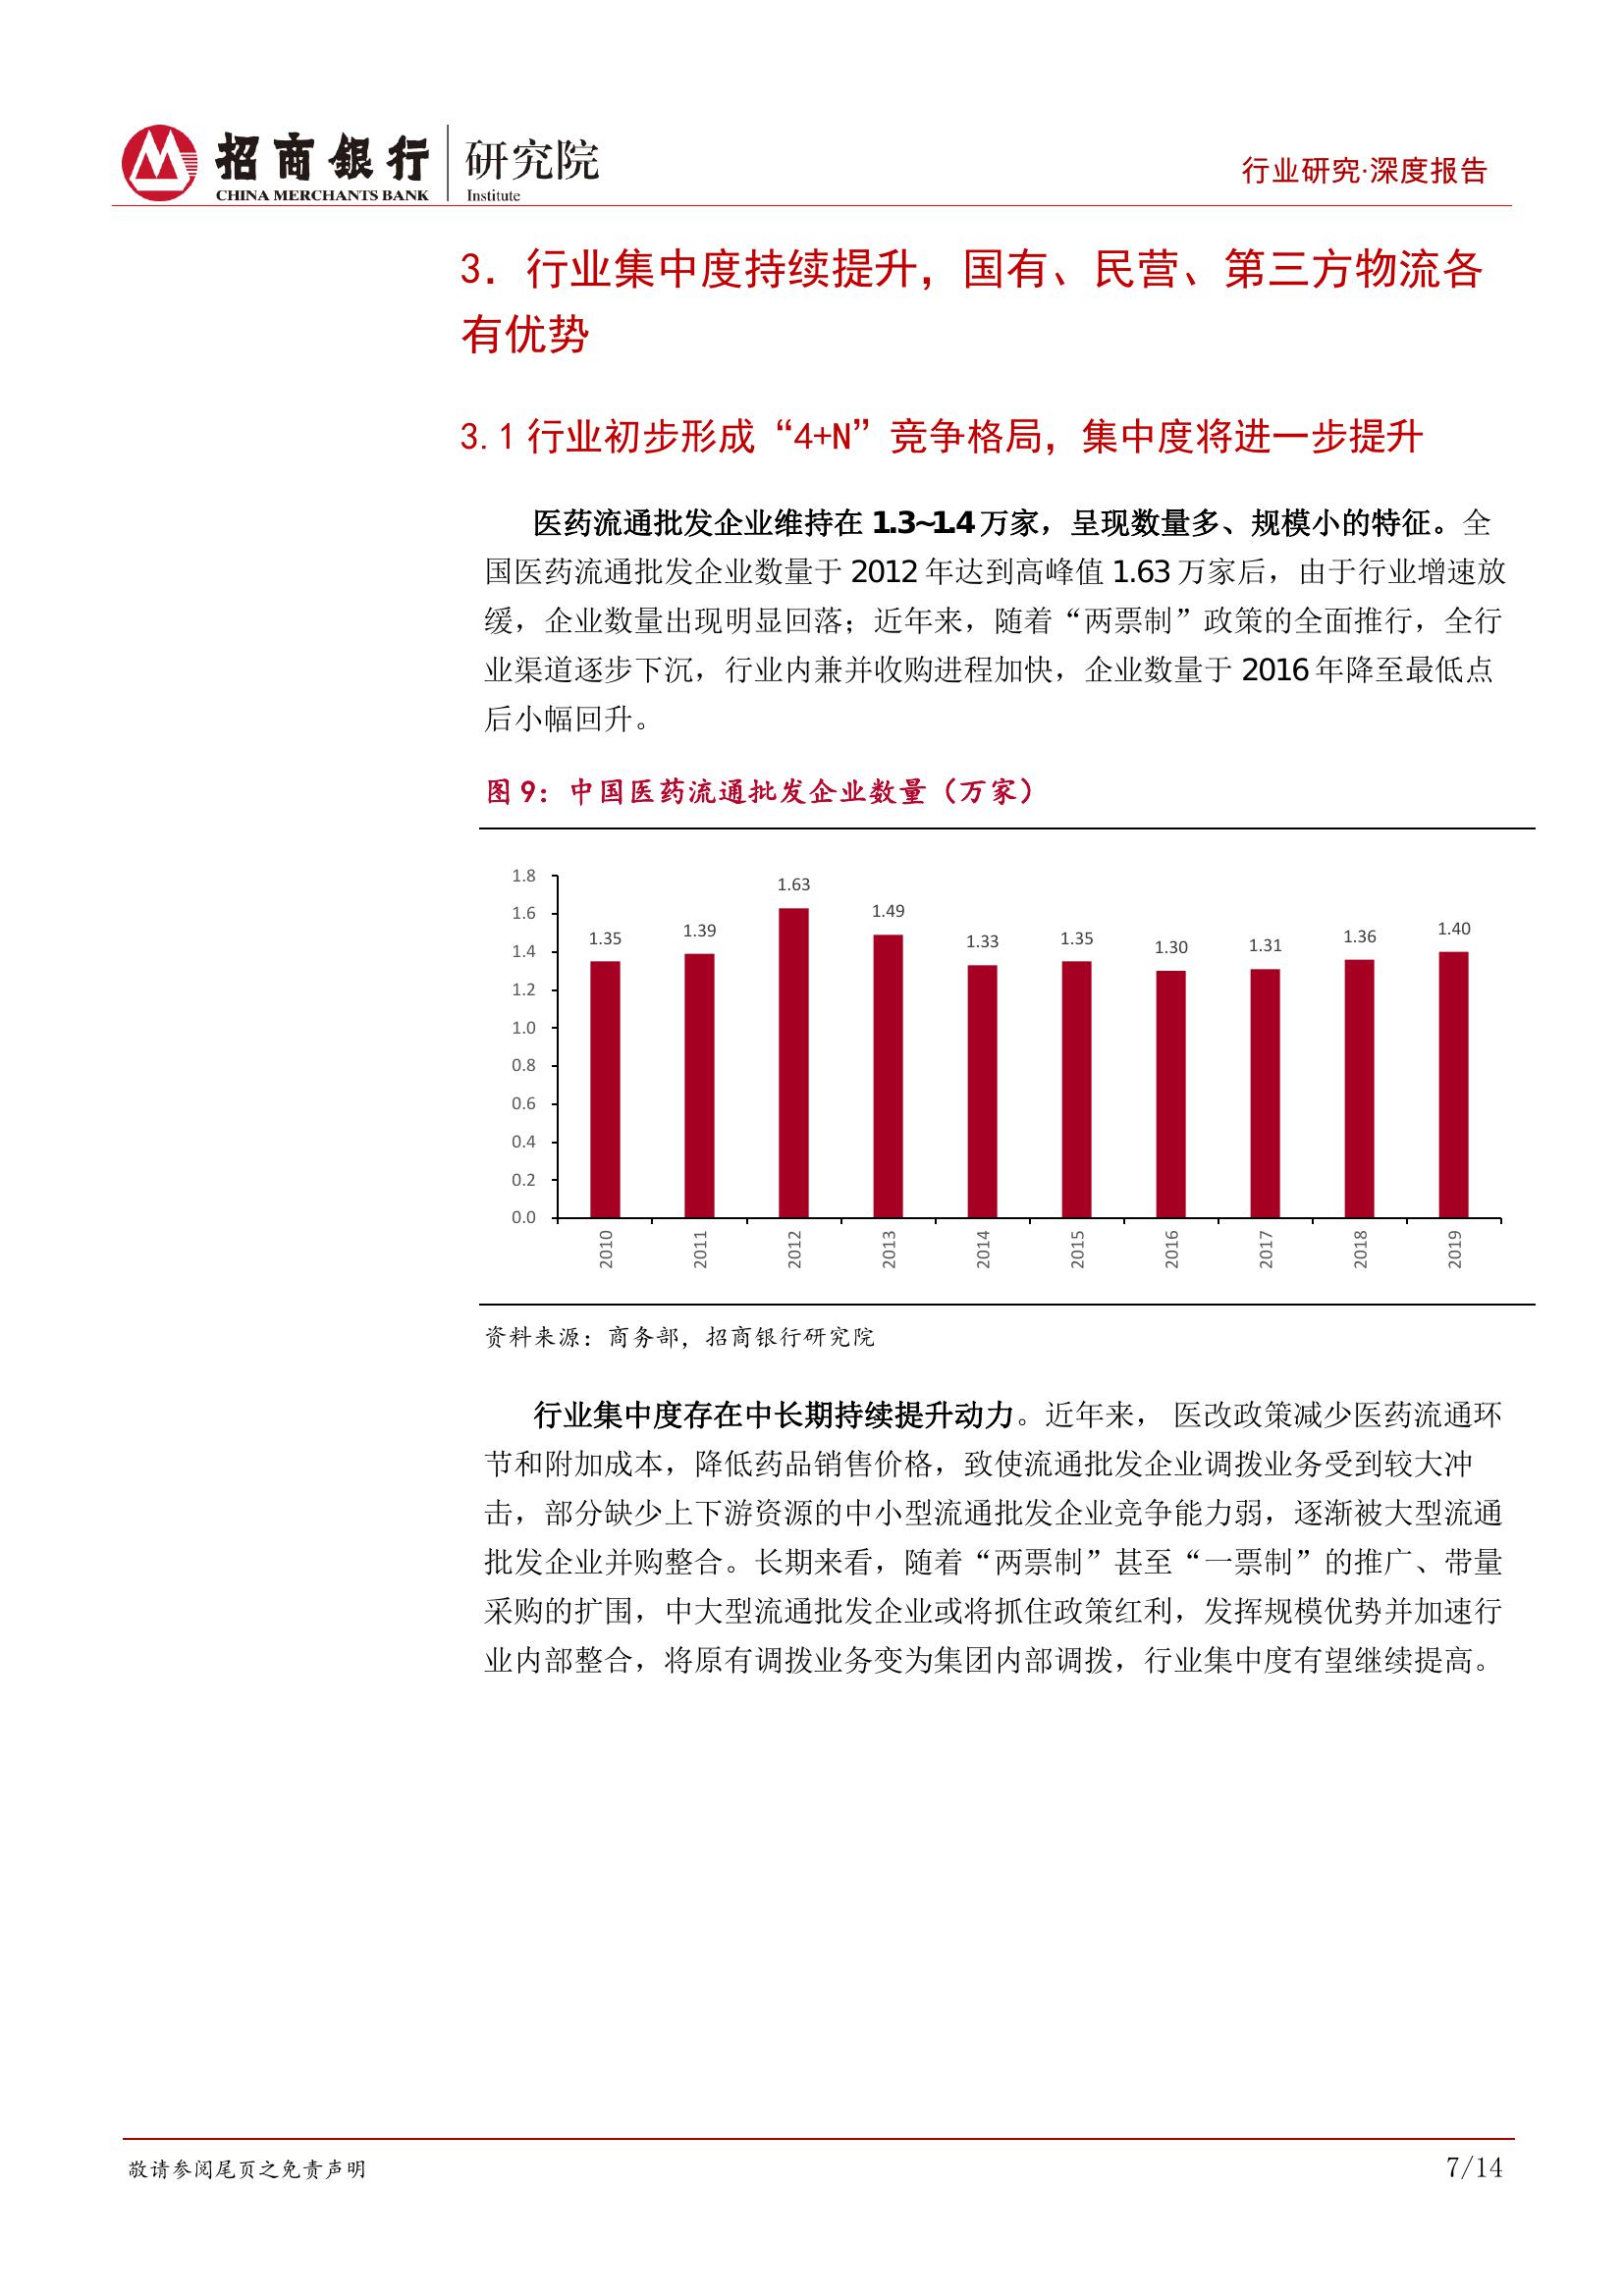 招商银行 研究院
CHINA MERCHANTS BANK Institute
行业研究·深度报告
3. 行业集中度持续提升，国有、民营、第三方物流各
有优势
3.1 行业初步形成“4+N”竞争格局，集中度将进一步提升
医药流通批发企业维持在 1.3~1.4 万家，呈现数量多、规模小的特征。全
国医药流通批发企业数量于 2012 年达到高峰值 1.63 万家后，由于行业增速放
缓，企业数量出现明显回落；近年来，随着“两票制”政策的全面推行，全行
业渠道逐步下沉，行业内兼并收购进程加快，企业数量于 2016 年降至最低点
后小幅回升。
图 9：中国医药流通批发企业数量（万家）
1.8
1.6
1.4
1.2
1.0
0.8
0.6
0.4
0.2
0.0
1.35 1.39 1.63 1.49 1.33 1.35 1.30 1.31 1.36 1.40
2010 2011 2012 2013 2014 2015 2016 2017 2018 2019
资料来源：商务部，招商银行研究院
行业集中度存在中长期持续提升动力。近年来， 医改政策减少医药流通环
节和附加成本，降低药品销售价格，致使流通批发企业调拨业务受到较大冲
击，部分缺少上下游资源的中小型流通批发企业竞争能力弱，逐渐被大型流通
批发企业并购整合。长期来看，随着“两票制”甚至“一票制”的推广、带量
采购的扩围，中大型流通批发企业或将抓住政策红利，发挥规模优势并加速行
业内部整合，将原有调拨业务变为集团内部调拨，行业集中度有望继续提高。
敬请参阅尾页之免责声明
7/14